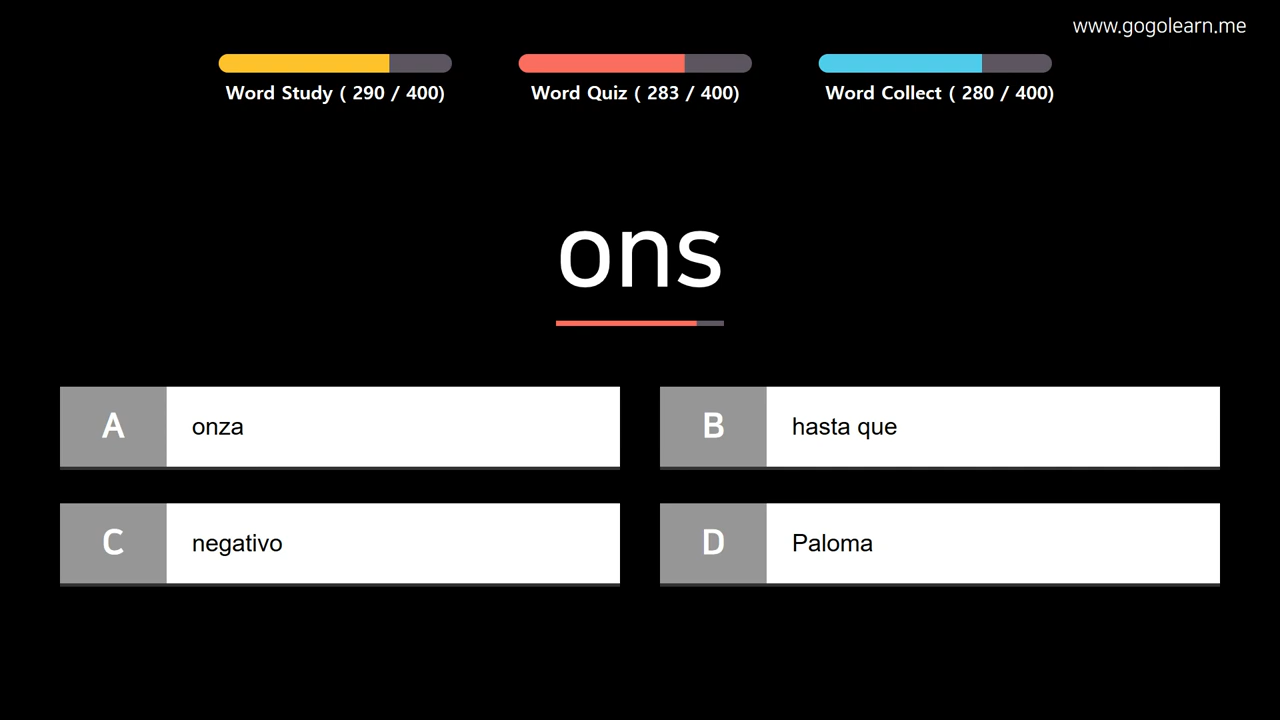 www.gogolearn.me
Word Study ( 290 / 400)
Word Quiz ( 283 / 400)
Word Collect ( 280 / 400)
ons
A onza
B hasta que
C negativo
D Paloma